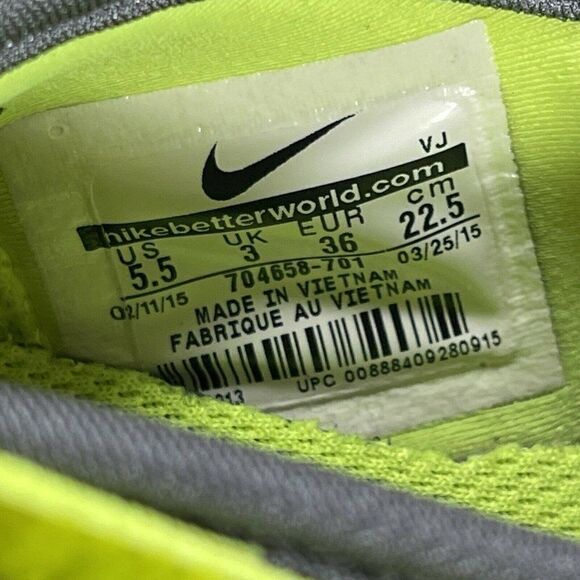 VJ
nikebetterworld.com
US UK EUR cm
5.5 3 36 22.5
02/11/15 704658-701 03/25/15
MADE IN VIETNAM
FABRIQUE AU VIETNAM
UPC 00888409280915